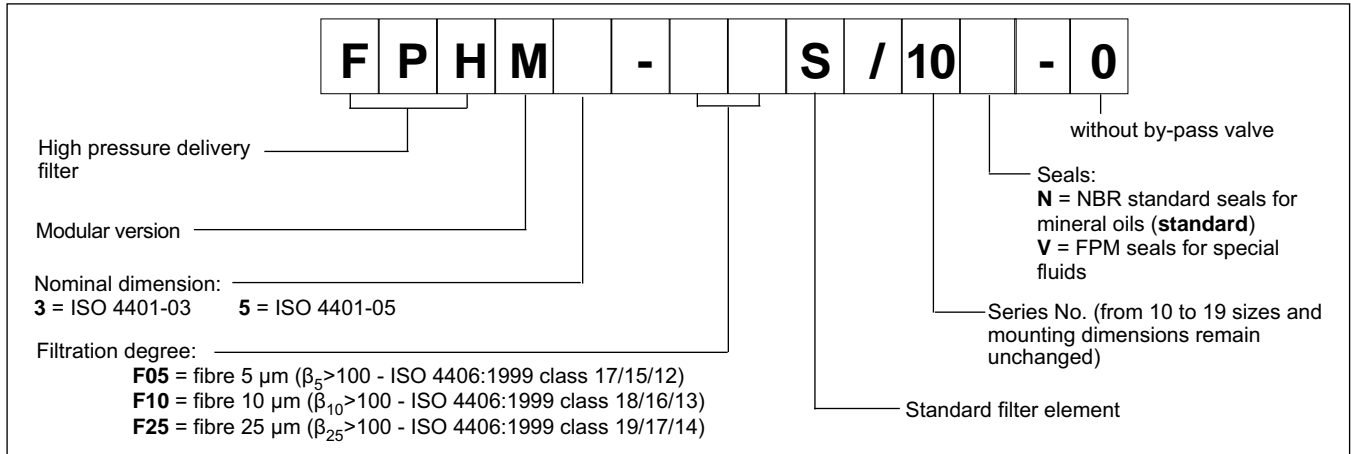 F P H M - S / 10 - 0
High pressure delivery
filter
Modular version
Nominal dimension:
3 = ISO 4401-03 5 = ISO 4401-05
Filtration degree:
F05 = fibre 5 µm (β5>100 - ISO 4406:1999 class 17/15/12)
F10 = fibre 10 µm (β10>100 - ISO 4406:1999 class 18/16/13)
F25 = fibre 25 µm (β25>100 - ISO 4406:1999 class 19/17/14)
without by-pass valve
Seals:
N = NBR standard seals for
mineral oils (standard)
V = FPM seals for special
fluids
Series No. (from 10 to 19 sizes and
mounting dimensions remain
unchanged)
Standard filter element